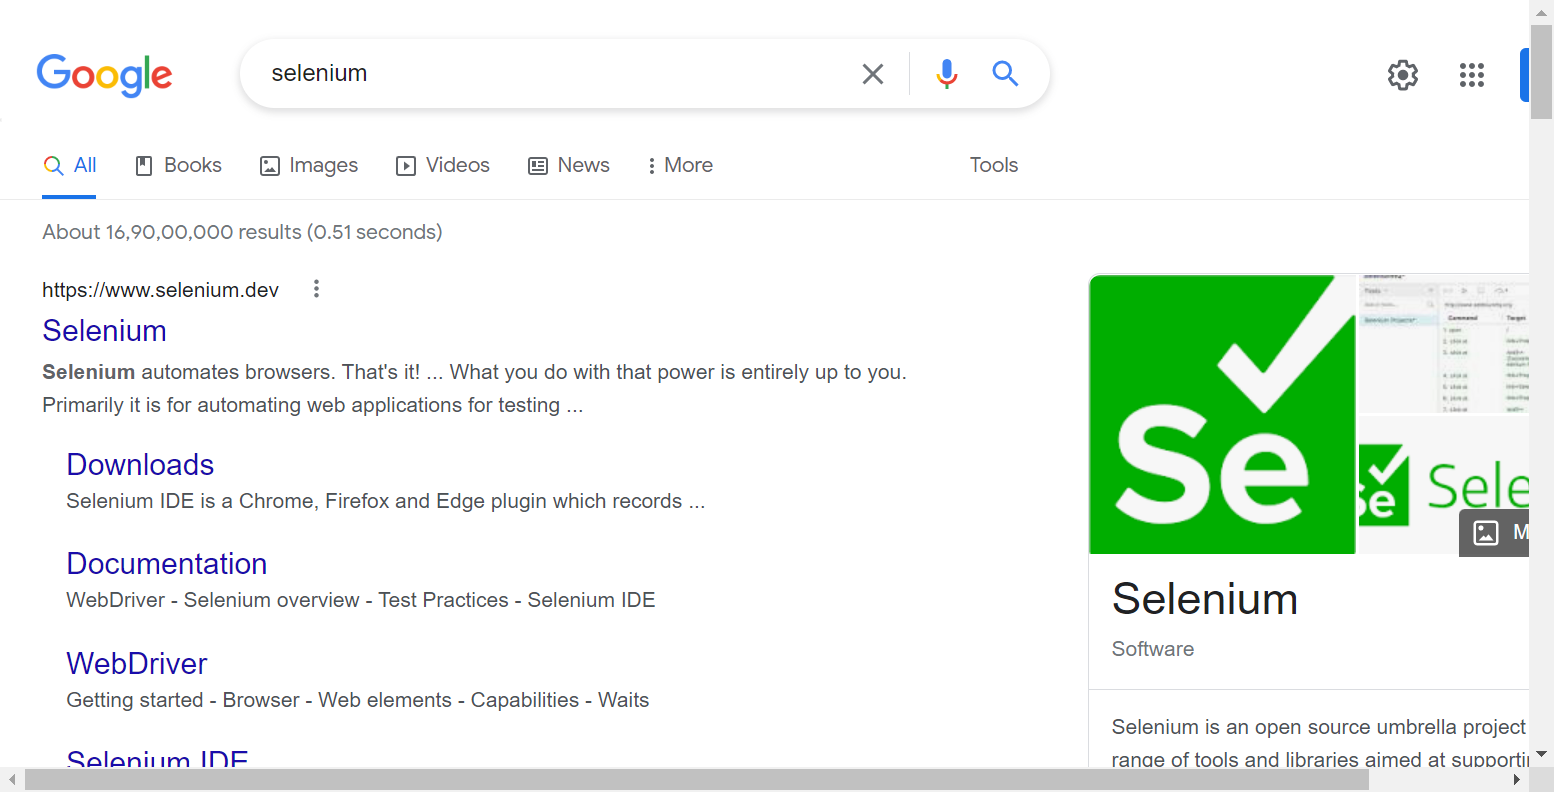 Google
selenium
All
Books
Images
Videos
News
More
Tools
About 16,90,00,000 results (0.51 seconds)
https://www.selenium.dev
Selenium
Selenium automates browsers. That's it! ... What you do with that power is entirely up to you.
Primarily it is for automating web applications for testing ...
Downloads
Selenium IDE is a Chrome, Firefox and Edge plugin which records ...
Documentation
WebDriver - Selenium overview - Test Practices - Selenium IDE
WebDriver
Getting started - Browser - Web elements - Capabilities - Waits
Selenium IDE
Se
Command Target
Se Sele
M
Selenium
Software
Selenium is an open source umbrella project
range of tools and libraries aimed at supporti